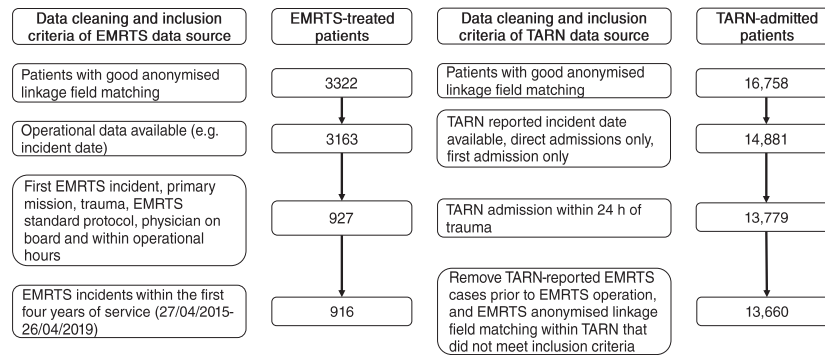 Data cleaning and inclusion
criteria of EMRTS data source
EMRTS-treated
patients
Patients with good anonymised
linkage field matching
3322
Operational data available (e.g.
incident date)
3163
First EMRTS incident, primary
mission, trauma, EMRTS
standard protocol, physician on
board and within operational
hours
927
EMRTS incidents within the first
four years of service (27/04/2015-
26/04/2019)
916
Data cleaning and inclusion
criteria of TARN data source
TARN-admitted
patients
Patients with good anonymised
linkage field matching
16,758
TARN reported incident date
available, direct admissions only,
first admission only
14,881
TARN admission within 24 h of
trauma
13,779
Remove TARN-reported EMRTS
cases prior to EMRTS operation,
and EMRTS anonymised linkage
field matching within TARN that
did not meet inclusion criteria
13,660